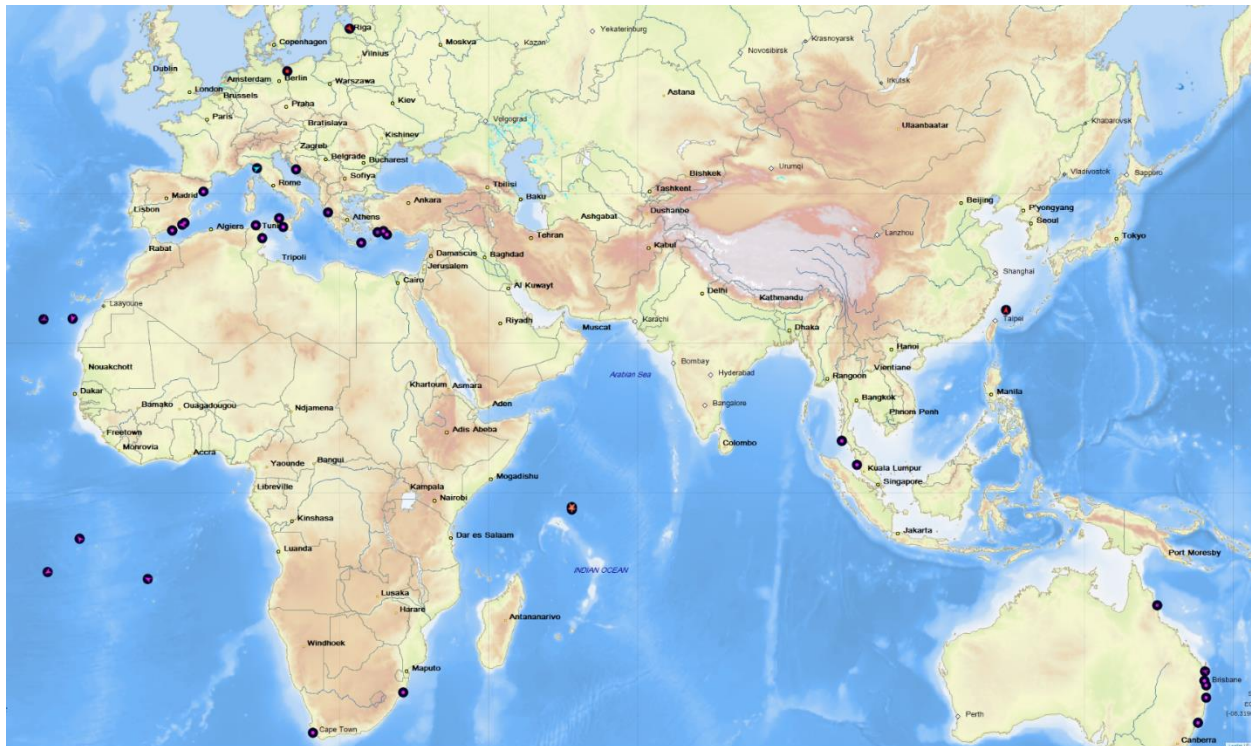 Riga
Copenhagen
Moskva
Kazan
Yekaterinburg
Novosibirsk
Krasnoyarsk
Vilnius
Dublin
Amsterdam
Berlin
Warszawa
London
Brussels
Praha
Kiev
Astana
Irkutsk
Paris
Bratislava
Volgograd
Ulaanbaatar
Khabarovsk
Kishinev
Zagreb
Belgrade
Bucharest
Rome
Sofiya
Urumqi
Bishkek
Vlasivostok
Sapporo
Madrid
Tbilisi
Tashkent
Lisbon
Ankara
Baku
Beijing
Athens
Ashgabat
Dushanbe
P'yongyang
Seoul
Algiers
Tuni
Tehran
Kabul
Lanzhou
Tokyo
Rabat
Tripoli
Damascus
Baghdad
Jerusalem
Shanghai
Cairo
Al Kuwayt
Delhi
Kathmandu
Laayoune
Riyadh
Muscat
Karachi
Dhaka
Taipei
Hanoi
Nouakchott
Bombay
Vientiane
Arabian Sea
Hyderabad
Rangoon
Khartoum
Asmara
Dakar
Manila
Bamako
Ouagadougou
Ndjamena
Aden
Bangalore
Bangkok
Phnom Penh
Freetown
Adis Abeba
Colombo
Monrovia
Accra
Bangui
Yaounde
Kuala Lumpur
Mogadishu
Singapore
Libreville
Kampala
Nairobi
Kinshasa
Jakarta
Dar es Salaam
Luanda
Port Moresby
INDIAN OCEAN
Lusaka
Harare
Antananarivo
Windhoek
Maputo
Brisbane
Perth
Cape Town
Canberra